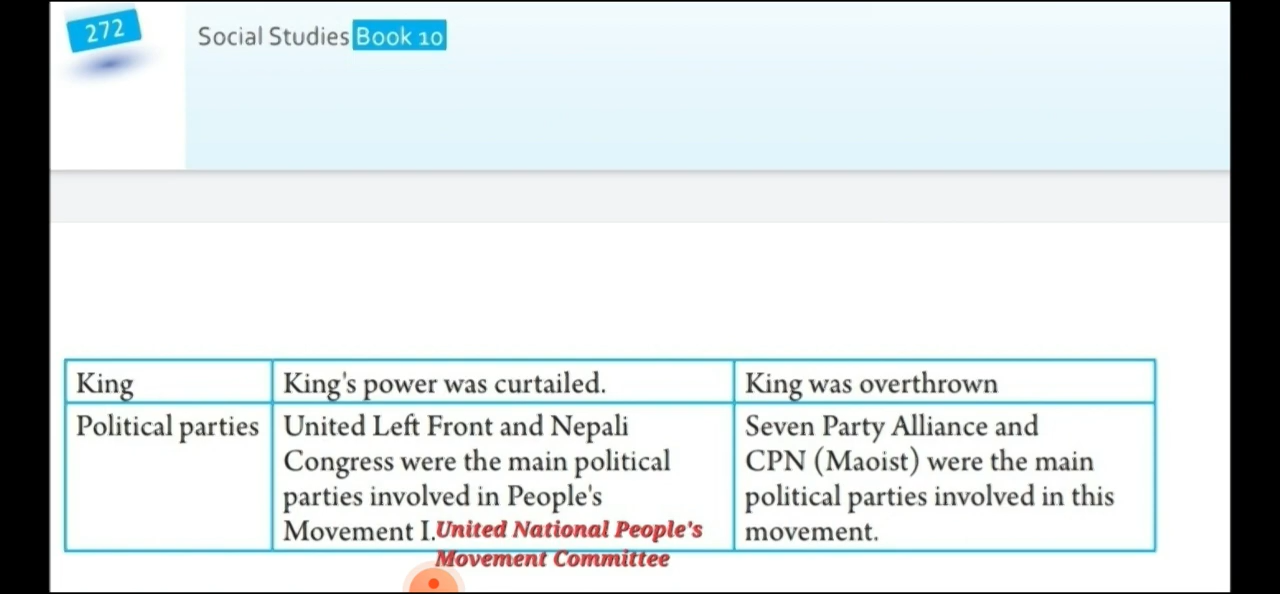 272
Social Studies Book 10
King
King's power was curtailed.
King was overthrown
Political parties
United Left Front and Nepali
Congress were the main political
parties involved in People's
Movement I.United National People's
Movement Committee
Seven Party Alliance and
CPN (Maoist) were the main
political parties involved in this
movement.